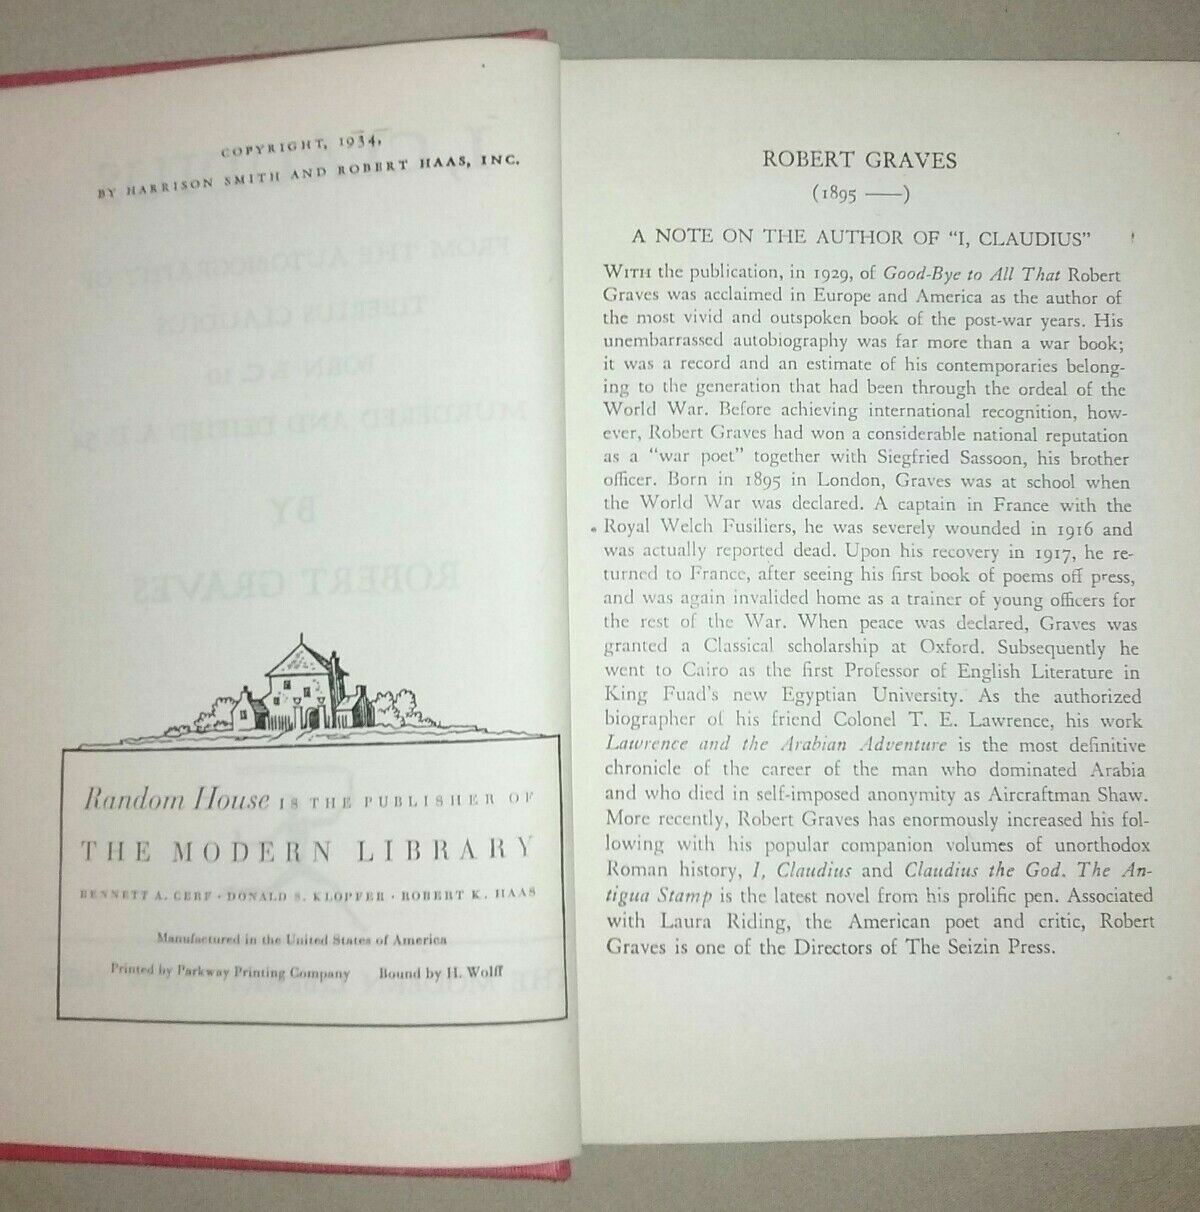 COPYRIGHT, 1934,
BY HARRISON SMITH AND ROBERT HAAS, INC.
Random House IS THE PUBLISHER OF
THE MODERN LIBRARY
BENNETT A. CERF · DONALD S. KLOPFER · ROBERT K. HAAS
Manufactured in the United States of America
Printed by Parkway Printing Company Bound by H. Wolff
ROBERT GRAVES
(1895 —)
A NOTE ON THE AUTHOR OF "I, CLAUDIUS"
WITH the publication, in 1929, of Good-Bye to All That Robert
Graves was acclaimed in Europe and America as the author of
the most vivid and outspoken book of the post-war years. His
unembarrassed autobiography was far more than a war book;
it was a record and an estimate of his contemporaries belong-
ing to the generation that had been through the ordeal of the
World War. Before achieving international recognition, how-
ever, Robert Graves had won a considerable national reputation
as a "war poet" together with Siegfried Sassoon, his brother
officer. Born in 1895 in London, Graves was at school when
the World War was declared. A captain in France with the
Royal Welch Fusiliers, he was severely wounded in 1916 and
was actually reported dead. Upon his recovery in 1917, he re-
turned to France, after seeing his first book of poems off press,
and was again invalided home as a trainer of young officers for
the rest of the War. When peace was declared, Graves was
granted a Classical scholarship at Oxford. Subsequently he
went to Cairo as the first Professor of English Literature in
King Fuad's new Egyptian University. As the authorized
biographer of his friend Colonel T. E. Lawrence, his work
Lawrence and the Arabian Adventure is the most definitive
chronicle of the career of the man who dominated Arabia
and who died in self-imposed anonymity as Aircraftman Shaw.
More recently, Robert Graves has enormously increased his fol-
lowing with his popular companion volumes of unorthodox
Roman history, I, Claudius and Claudius the God. The An-
tigua Stamp is the latest novel from his prolific pen. Associated
with Laura Riding, the American poet and critic, Robert
Graves is one of the Directors of The Seizin Press.